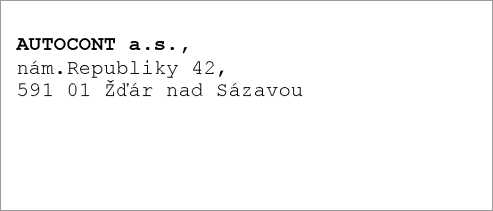 AUTOCONT a.s.,
nám.Republiky 42,
591 01 Žďár nad Sázavou